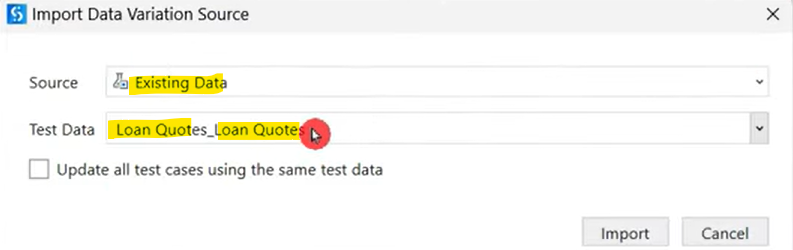 Import Data Variation Source
Source Existing Data
Test Data Loan Quotes_Loan Quotes
Update all test cases using the same test data
Import Cancel